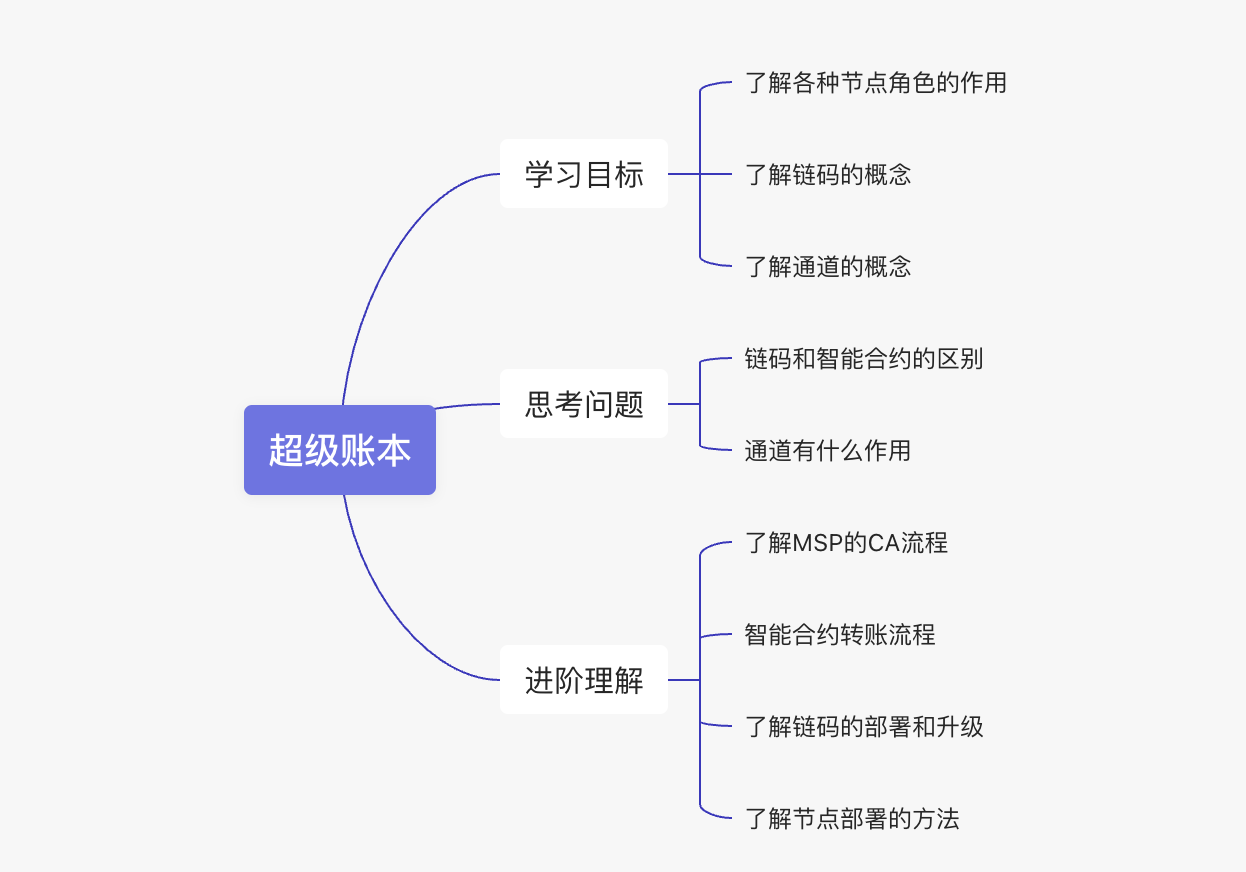 超级账本
学习目标
了解各种节点角色的作用
了解链码的概念
了解通道的概念
思考问题
链码和智能合约的区别
通道有什么作用
进阶理解
了解MSP的CA流程
智能合约转账流程
了解链码的部署和升级
了解节点部署的方法